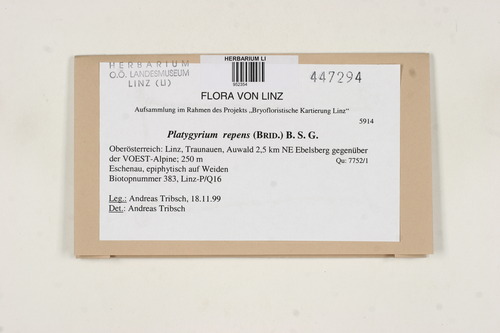 HERBARIUM
O.Ö. LANDESMUSEUM
LINZ (LI)
HERBARIUM LI
952354
447294
FLORA VON LINZ
Aufsammlung im Rahmen des Projekts „Bryofloristische Kartierung Linz"
5914
Platygyrium repens (BRID.) B. S. G.
Oberösterreich: Linz, Traunauen, Auwald 2,5 km NE Ebelsberg gegenüber
der VOEST-Alpine; 250 m
Qu: 7752/1
Eschenau, epiphytisch auf Weiden
Biotopnummer 383, Linz-P/Q16
Leg.: Andreas Tribsch, 18.11.99
Det.: Andreas Tribsch